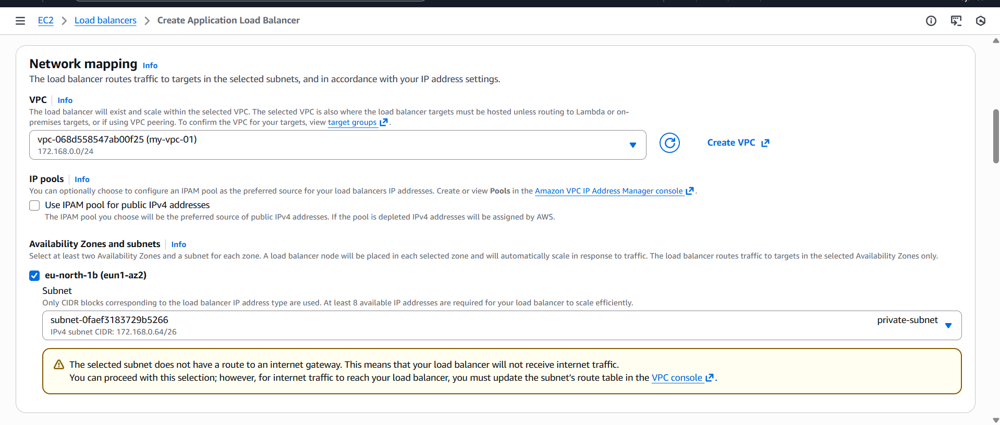 EC2 > Load balancers > Create Application Load Balancer
Network mapping Info
The load balancer routes traffic to targets in the selected subnets, and in accordance with your IP address settings.
VPC | Info
The load balancer will exist and scale within the selected VPC. The selected VPC is also where the load balancer targets must be hosted unless routing to Lambda or on-
premises targets, or if using VPC peering. To confirm the VPC for your targets, view target groups .
vpc-068d558547ab00f25 (my-vpc-01)
172.168.0.0/24
Create VPC
IP pools | Info
You can optionally choose to configure an IPAM pool as the preferred source for your load balancers IP addresses. Create or view Pools in the Amazon VPC IP Address Manager console .
Use IPAM pool for public IPv4 addresses
The IPAM pool you choose will be the preferred source of public IPv4 addresses. If the pool is depleted IPv4 addresses will be assigned by AWS.
Availability Zones and subnets | Info
Select at least two Availability Zones and a subnet for each zone. A load balancer node will be placed in each selected zone and will automatically scale in response to traffic. The load balancer routes traffic to targets in the selected Availability Zones only.
eu-north-1b (eun1-az2)
Subnet
Only CIDR blocks corresponding to the load balancer IP address type are used. At least 8 available IP addresses are required for your load balancer to scale efficiently.
subnet-0faef3183729b5266 private-subnet
IPv4 subnet CIDR: 172.168.0.64/26
The selected subnet does not have a route to an internet gateway. This means that your load balancer will not receive internet traffic.
You can proceed with this selection; however, for internet traffic to reach your load balancer, you must update the subnet’s route table in the VPC console .